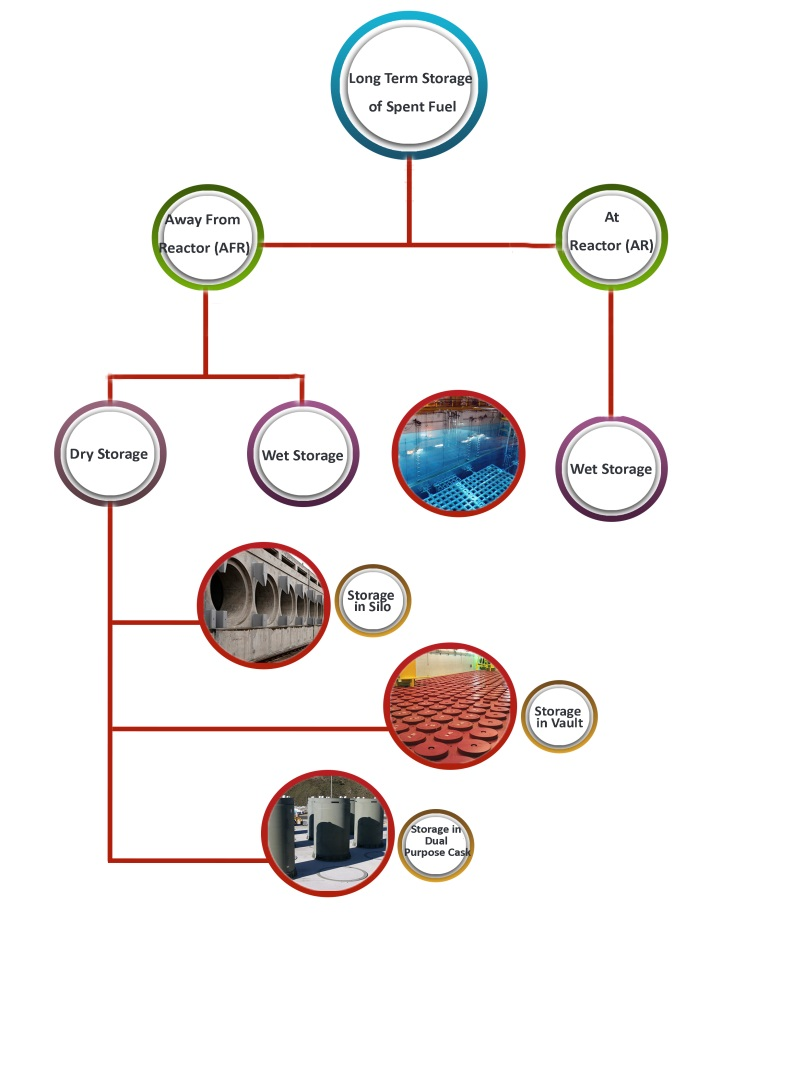 Long Term Storage
of Spent Fuel
Away From
Reactor (AFR)
At
Reactor (AR)
Dry Storage
Wet Storage
Wet Storage
Storage
in Silo
Storage
in Vault
Storage in
Dual
Purpose Cask